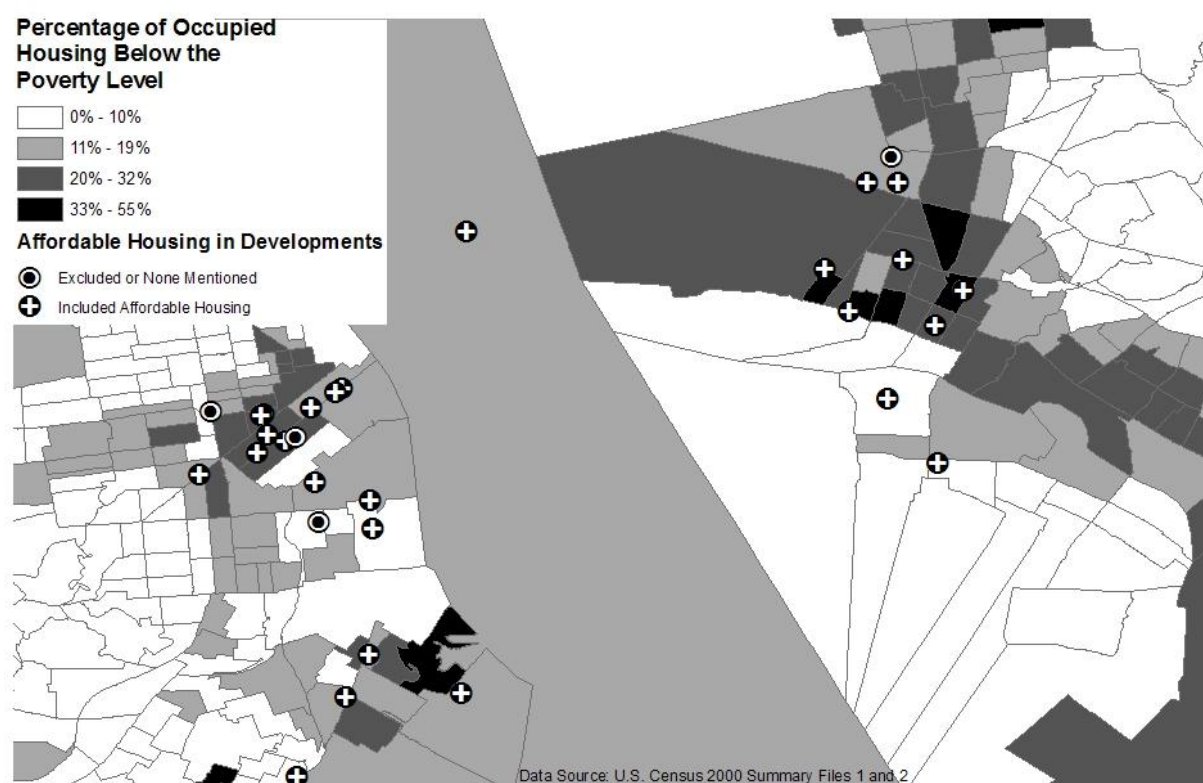 Percentage of Occupied
Housing Below the
Poverty Level
0% - 10%
11% - 19%
20% - 32%
33% - 55%
Affordable Housing in Developments
Excluded or None Mentioned
Included Affordable Housing
Data Source: U.S. Census 2000 Summary Files 1 and 2